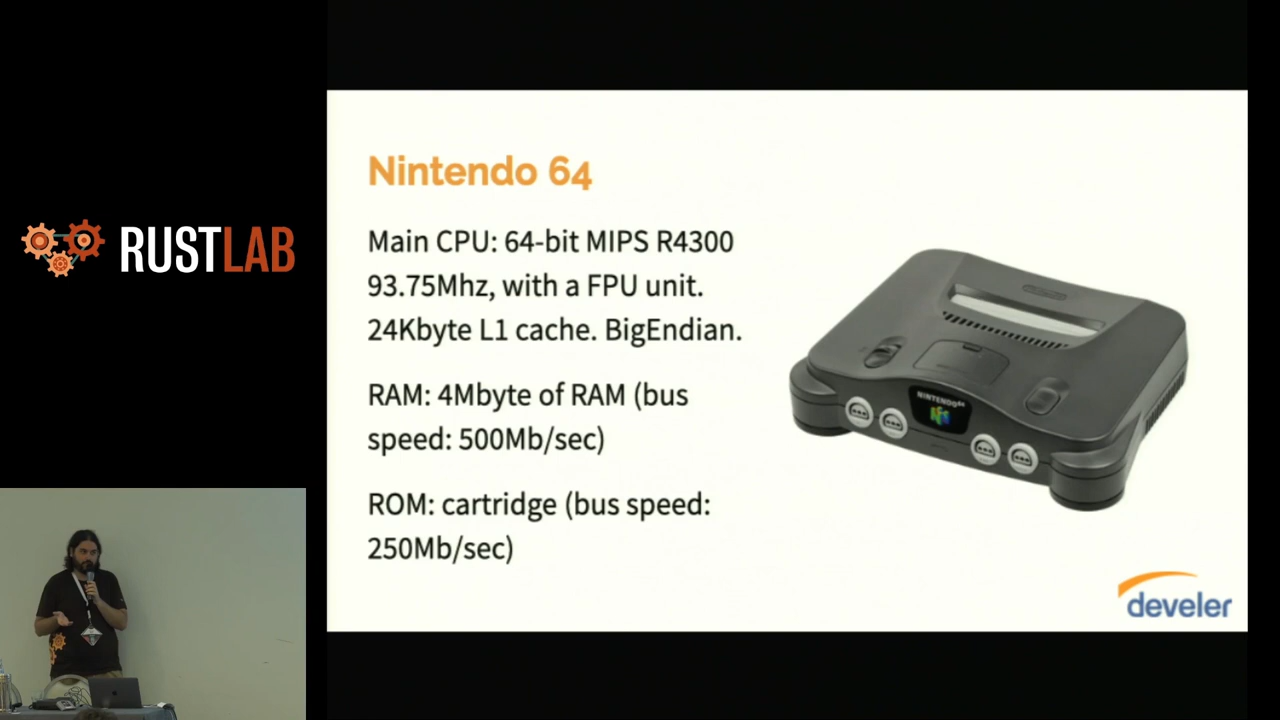 RUSTLAB
Nintendo 64
Main CPU: 64-bit MIPS R4300
93.75Mhz, with a FPU unit.
24Kbyte L1 cache. BigEndian.
RAM: 4Mbyte of RAM (bus
speed: 500Mb/sec)
ROM: cartridge (bus speed:
250Mb/sec)
NINTENDO64
develer